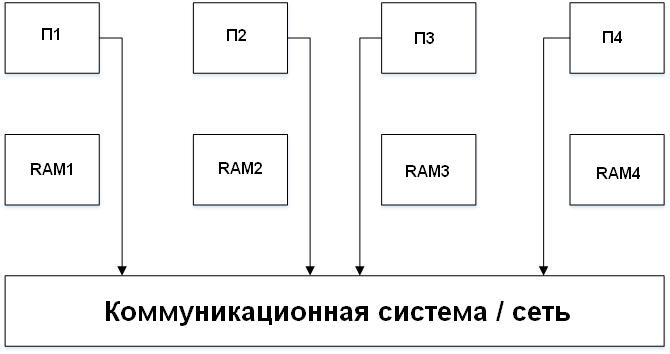 П1
П2
П3
П4
RAM1
RAM2
RAM3
RAM4
Коммуникационная система / сеть